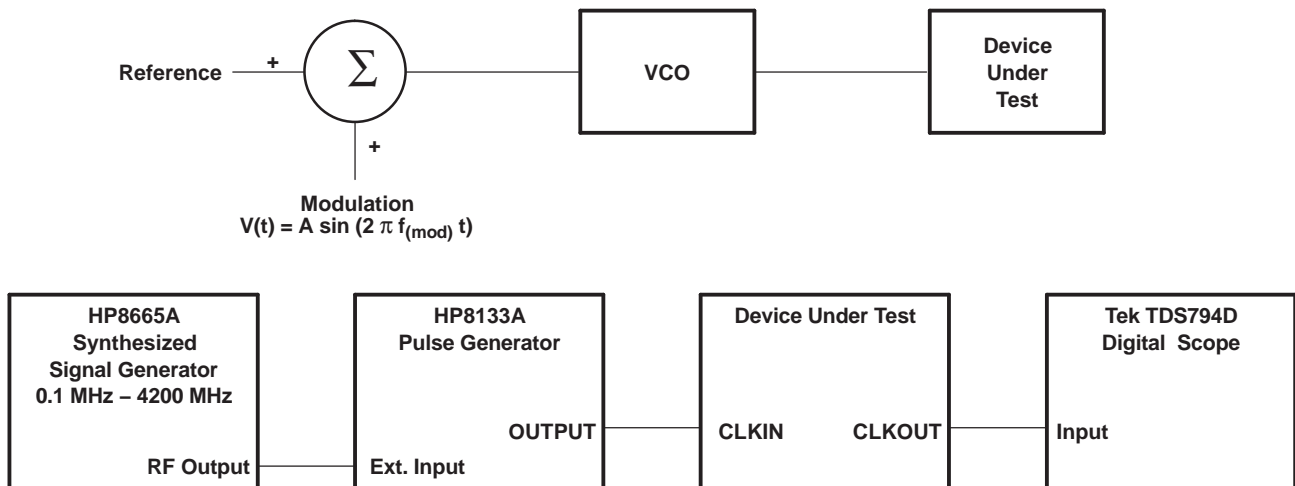 Reference
+
Σ
+
VCO
Device
Under
Test
Modulation
V(t) = A sin (2 π f(mod) t)
HP8665A
Synthesized
Signal Generator
0.1 MHz – 4200 MHz
RF Output
HP8133A
Pulse Generator
OUTPUT
Ext. Input
Device Under Test
CLKIN
CLKOUT
Tek TDS794D
Digital Scope
Input